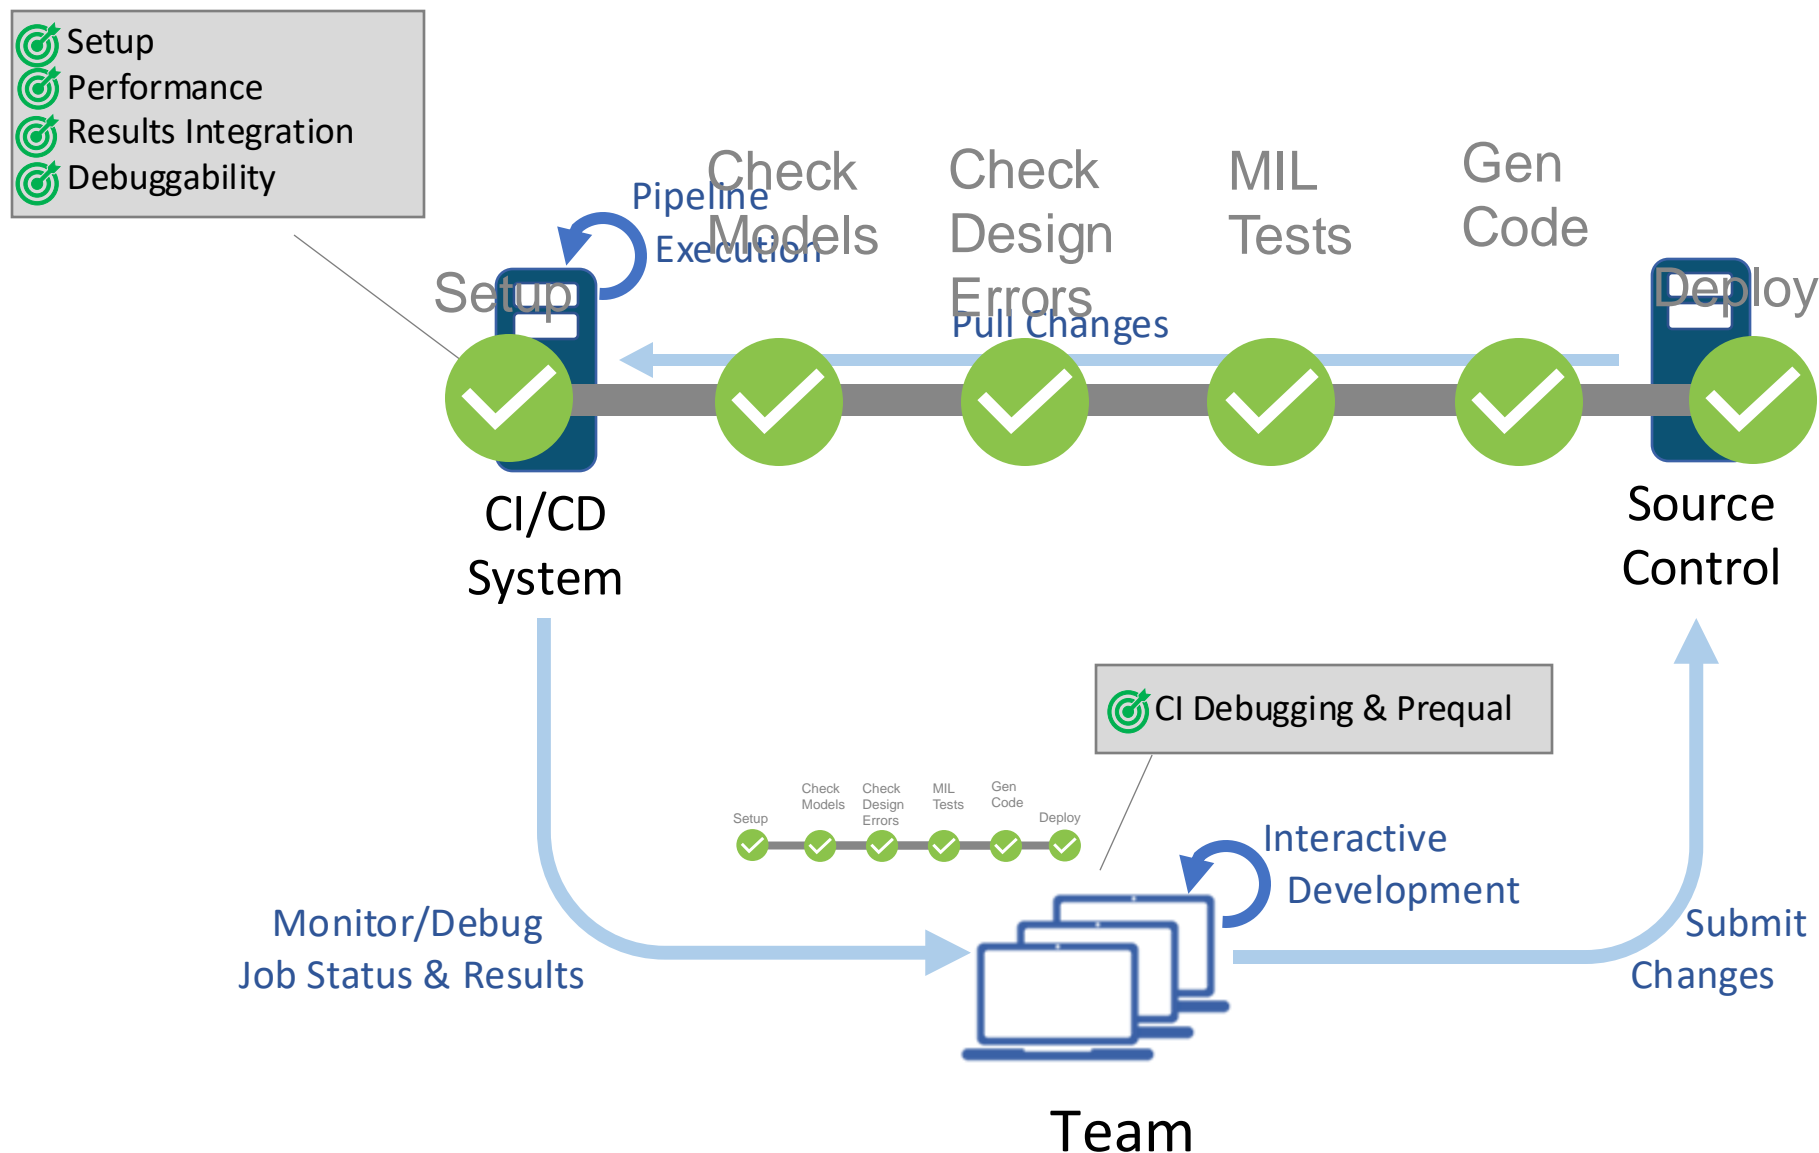 Setup
Performance
Results Integration
Debuggability
Pipeline
Execution
Setup
Check
Models
Check
Design
Errors
MIL
Tests
Gen
Code
Deploy
Pull Changes
CI/CD
System
Source
Control
CI Debugging & Prequal
Setup
Check
Models
Check
Design
Errors
MIL
Tests
Gen
Code
Deploy
Interactive
Development
Monitor/Debug
Job Status & Results
Submit
Changes
Team